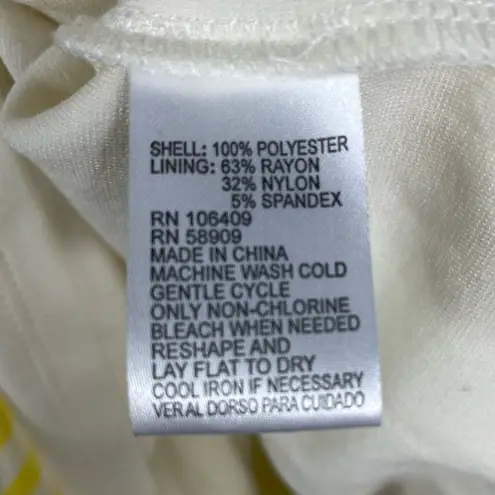 SHELL: 100% POLYESTER
LINING: 63% RAYON
32% NYLON
5% SPANDEX
RN 106409
RN 58909
MADE IN CHINA
MACHINE WASH COLD
GENTLE CYCLE
ONLY NON-CHLORINE
BLEACH WHEN NEEDED
RESHAPE AND
LAY FLAT TO DRY
COOL IRON IF NECESSARY
VER AL DORSO PARA CUIDADO